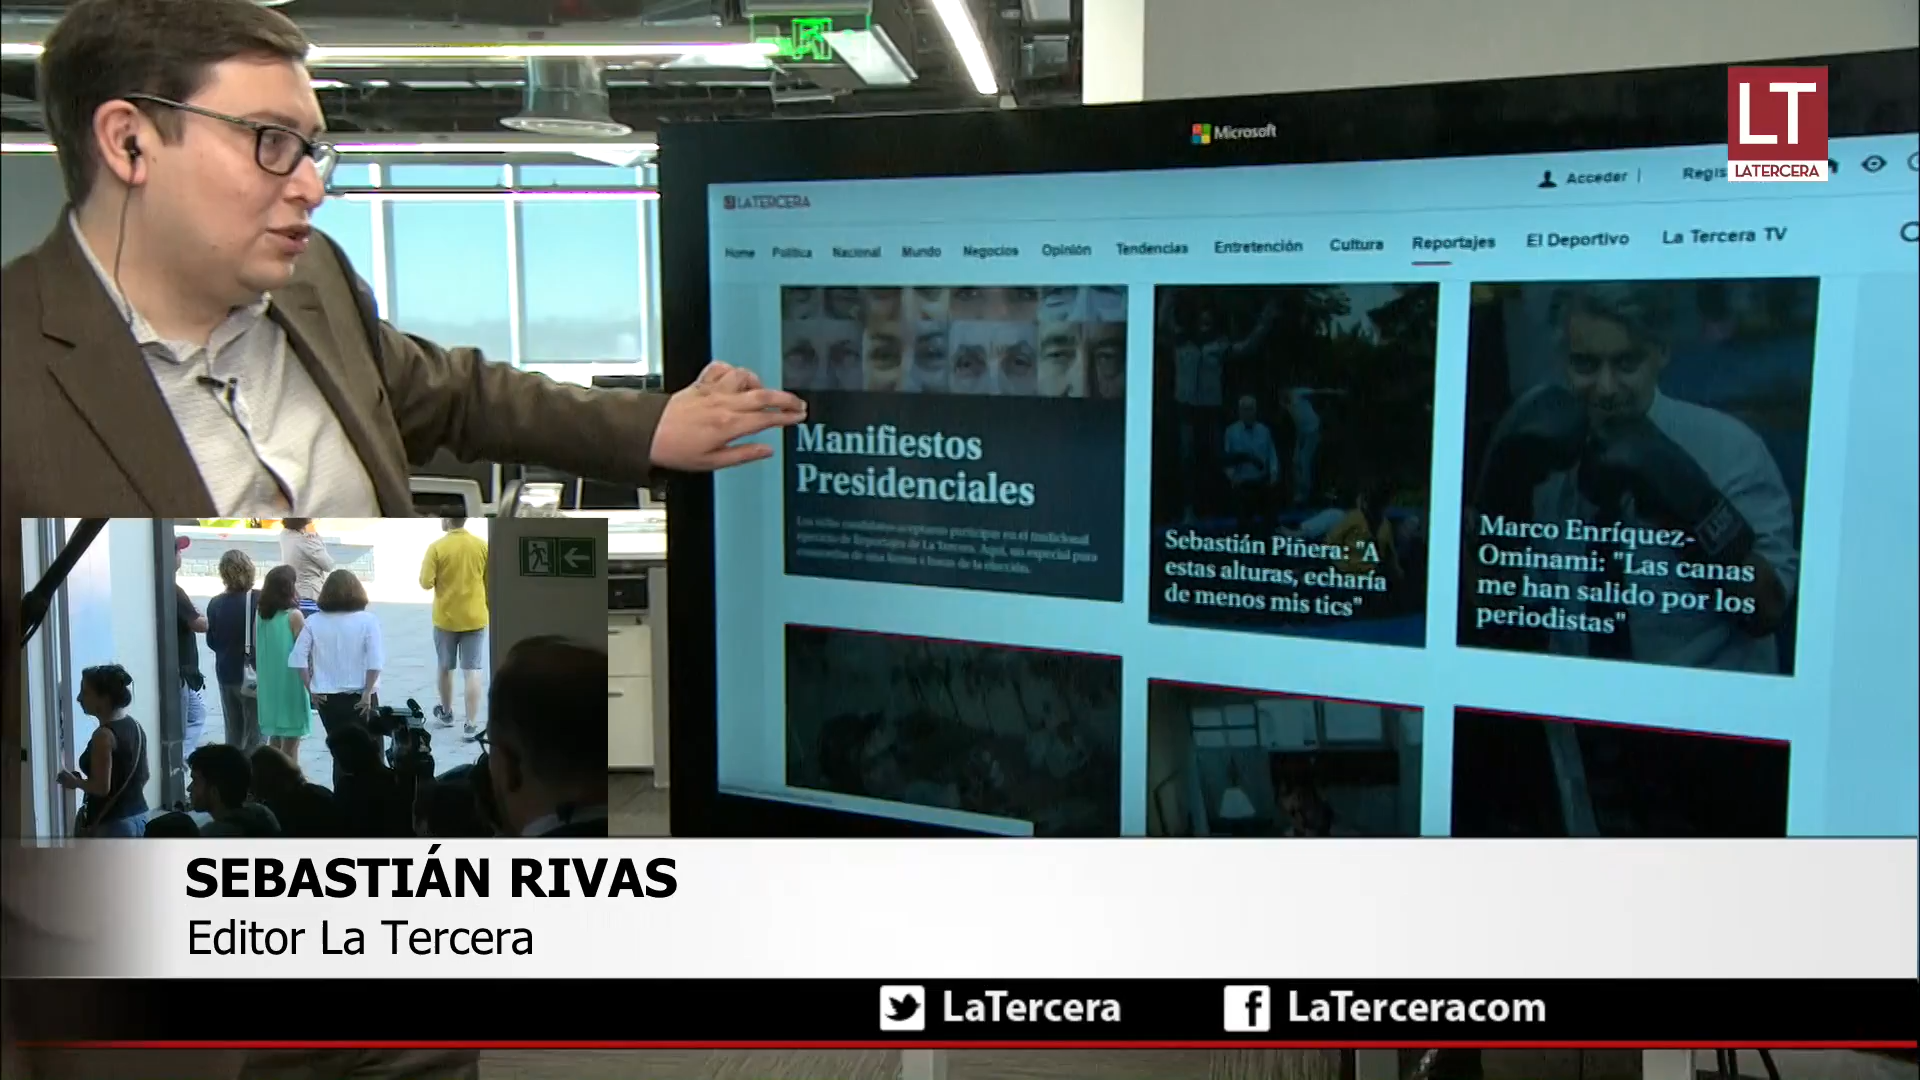 LT
LATERCERA
Microsoft
Acceder |
LATERCERA
Home Política Nacional Mundo Negocios Opinión Tendencias Entretención Cultura Reportajes El Deportivo La Tercera TV
Manifiestos
Presidenciales
Sebastián Piñera: "A
estas alturas, echaría
de menos mis tics"
Marco Enríquez-
Ominami: "Las canas
me han salido por los
periodistas"
SEBASTIÁN RIVAS
Editor La Tercera
LaTercera
LaTerceracom